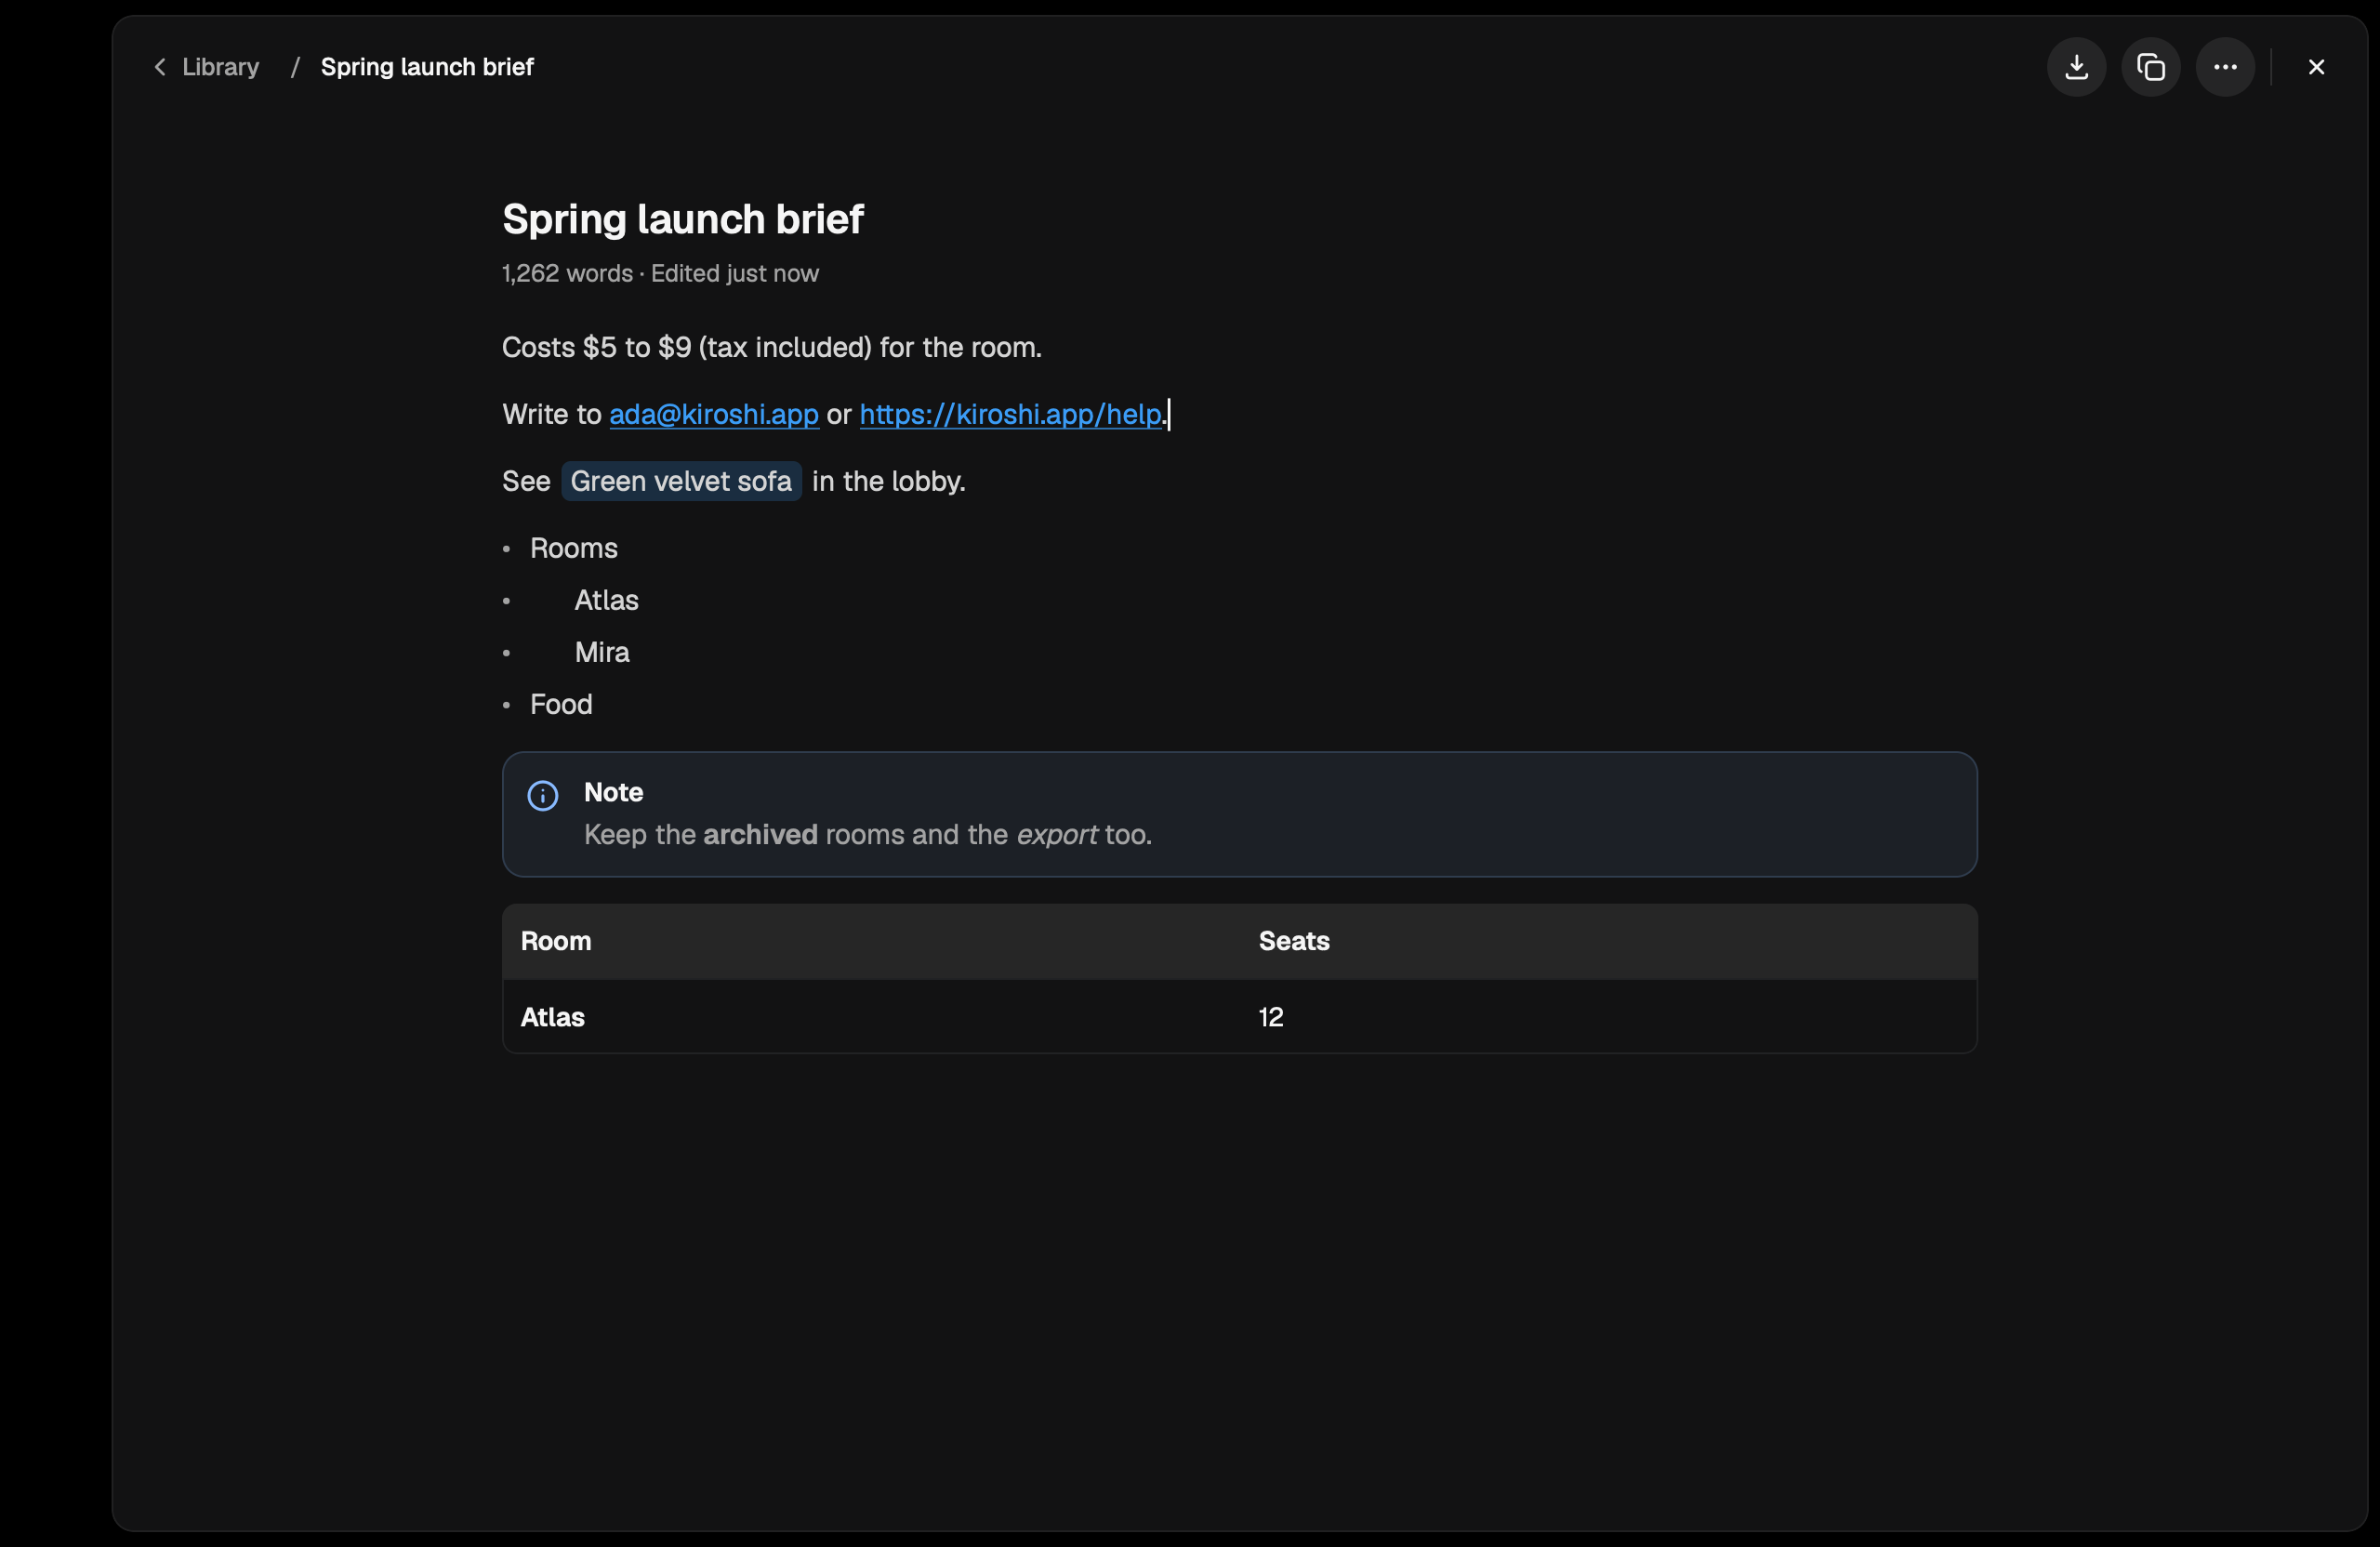 Library / Spring launch brief
Spring launch brief
1,262 words · Edited just now
Costs $5 to $9 (tax included) for the room.
Write to ada@kiroshi.app or https://kiroshi.app/help.
See Green velvet sofa in the lobby.
• Rooms
• Atlas
• Mira
• Food
Note
Keep the archived rooms and the export too.
Room Seats
Atlas 12